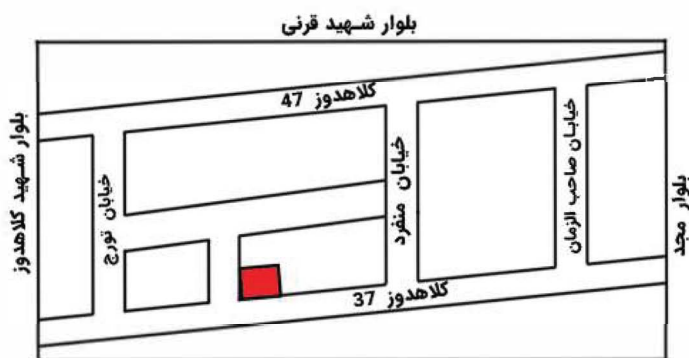 بلوار شهید قرنی
کلاهدوز 47
خیابان صاحب الزمان
بلوار مجد
خیابان منفرد
خیابان تورج
بلوار شهید کلاهدوز
کلاهدوز 37